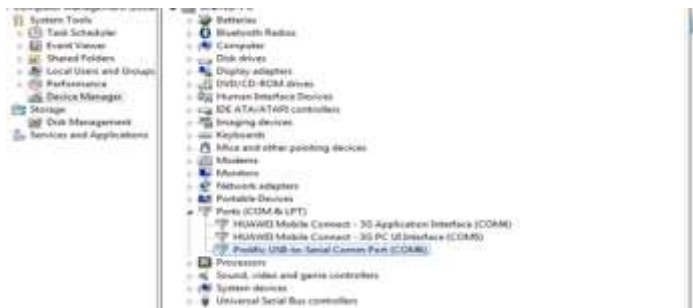 System Tools
Task Scheduler
Event Viewer
Shared Folders
Local Users and Groups
Performance
Device Manager
Storage
Disk Management
Services and Applications
Batteries
Bluetooth Radios
Computer
Disk drives
Display adapters
DVD/CD-ROM drives
Human Interface Devices
IDE ATA/ATAPI controllers
Imaging devices
Keyboards
Mice and other pointing devices
Modems
Monitors
Network adapters
Portable Devices
Ports (COM & LPT)
HUAWEI Mobile Connect - 3G Application Interface
HUAWEI Mobile Connect - 3G PC UI Interface (COM5)
Prolific USB-to-Serial Comm Port
Processors
Sound, video and game controllers
System devices
Universal Serial Bus controllers